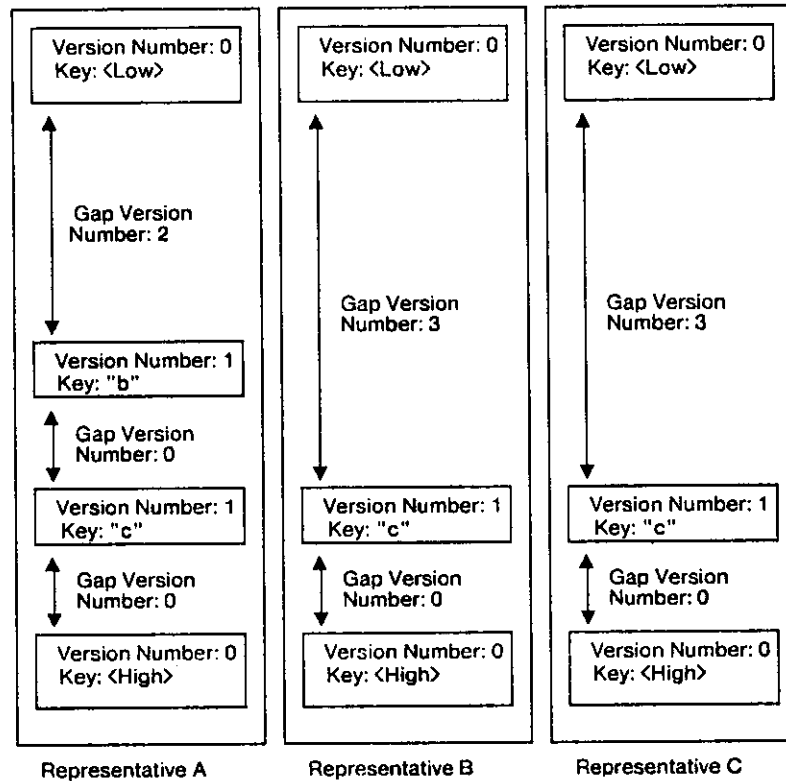 Version Number: 0
Key: <Low>
Gap Version
Number: 2
Version Number: 1
Key: "b"
Gap Version
Number: 0
Version Number: 1
Key: "c"
Gap Version
Number: 0
Version Number: 0
Key: <High>
Representative A
Version Number: 0
Key: <Low>
Gap Version
Number: 3
Version Number: 1
Key: "c"
Gap Version
Number: 0
Version Number: 0
Key: <High>
Representative B
Version Number: 0
Key: <Low>
Gap Version
Number: 3
Version Number: 1
Key: "c"
Gap Version
Number: 0
Version Number: 0
Key: <High>
Representative C